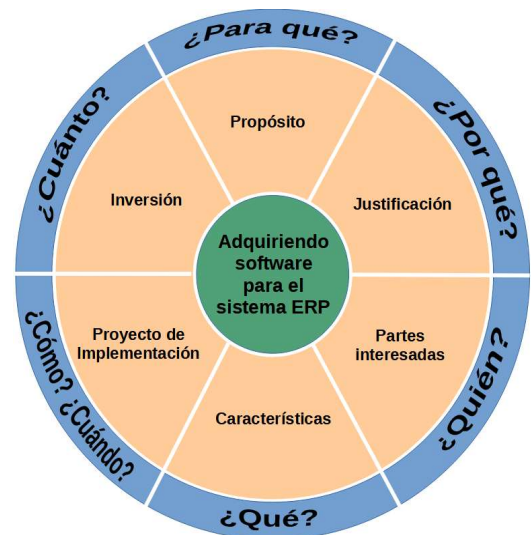 ¿Para qué?
Propósito
¿Por qué?
Justificación
¿Quién?
Partes
interesadas
¿Qué?
Características
¿Cómo? ¿Cuándo?
Proyecto de
Implementación
¿Cuánto?
Inversión
Adquiriendo
software
para el
sistema ERP